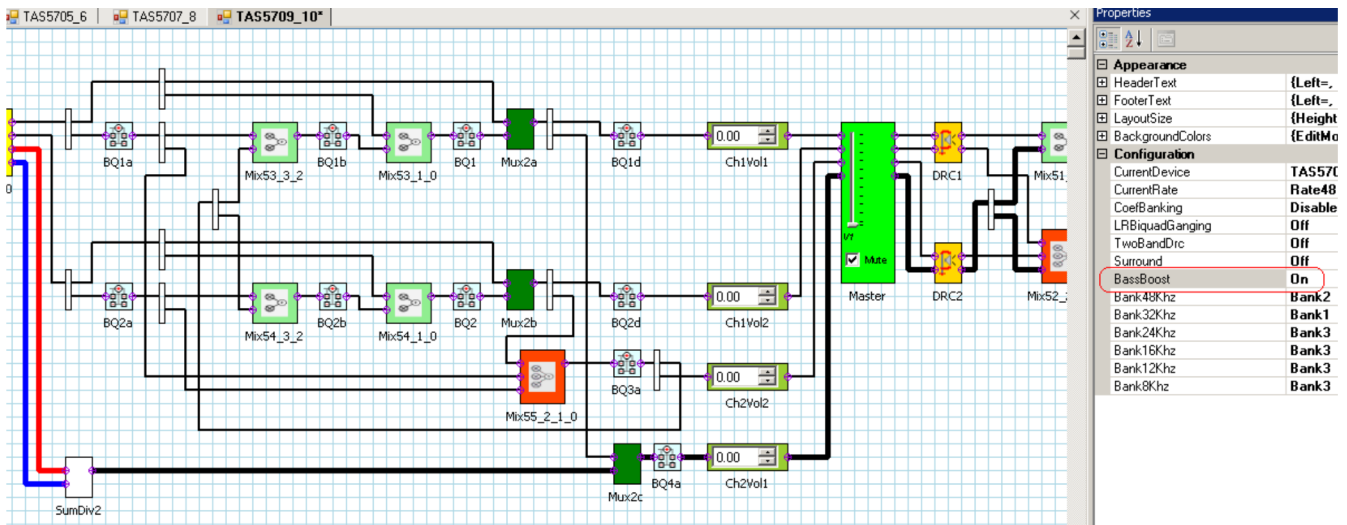 TAS5705_6
TAS5707_8
TAS5709_10*
BQ1a
Mix53_3_2
BQ1b
Mix53_1_0
BQ1
Mux2a
BQ1d
0.00
Ch1Vol1
DRC1
Mix51_
V1
Mute
Master
DRC2
Mix52_2
BQ2a
Mix54_3_2
BQ2b
Mix54_1_0
BQ2
Mux2b
BQ2d
0.00
Ch1Vol2
Mix55_2_1_0
BQ3a
0.00
Ch2Vol2
SumDiv2
Mux2c
BQ4a
0.00
Ch2Vol1
Properties
Appearance
HeaderText {Left=,
FooterText {Left=,
LayoutSize {Height
BackgroundColors {EditMo
Configuration
CurrentDevice TAS570
CurrentRate Rate48
CoefBanking Disable
LRBiquadGanging Off
TwoBandDrc Off
Surround Off
BassBoost On
Bank48Khz Bank2
Bank32Khz Bank1
Bank24Khz Bank3
Bank16Khz Bank3
Bank12Khz Bank3
Bank8Khz Bank3